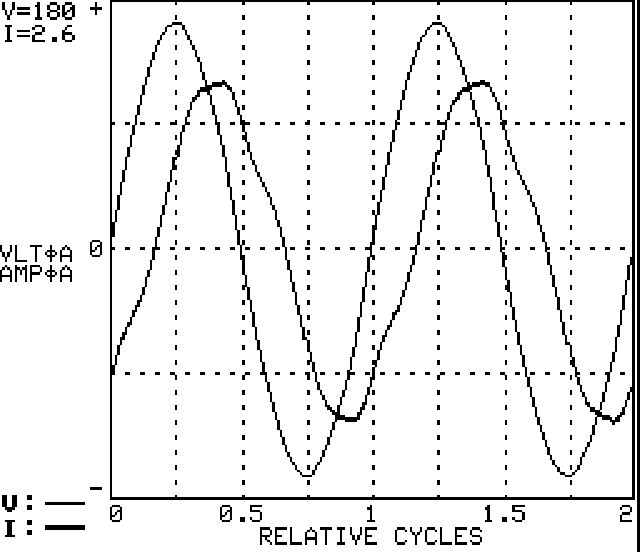 V=180 +
I=2.6
VLTΦA 0
AMPΦA
−
V:
I:
0 0.5 1 1.5 2
RELATIVE CYCLES